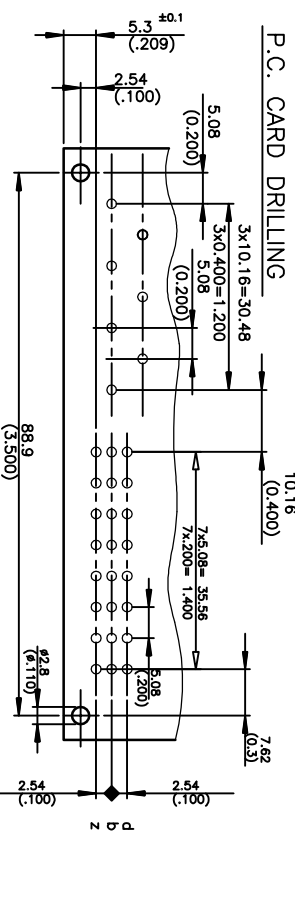 P.C. CARD DRILLING
10.16
(0.400)
3x10.16=30.48
3x0.400=1.200
5.08
(0.200)
5.08
(0.200)
7.62
(0.3)
7x5.08= 35.56
7x.200= 1.400
5.08
(.200)
2.54
(.100)
d
b
z
2.54
(.100)
5.3 ±0.1
(.209)
2.54
(.100)
88.9
(3.500)
ø2.8
(ø.110)